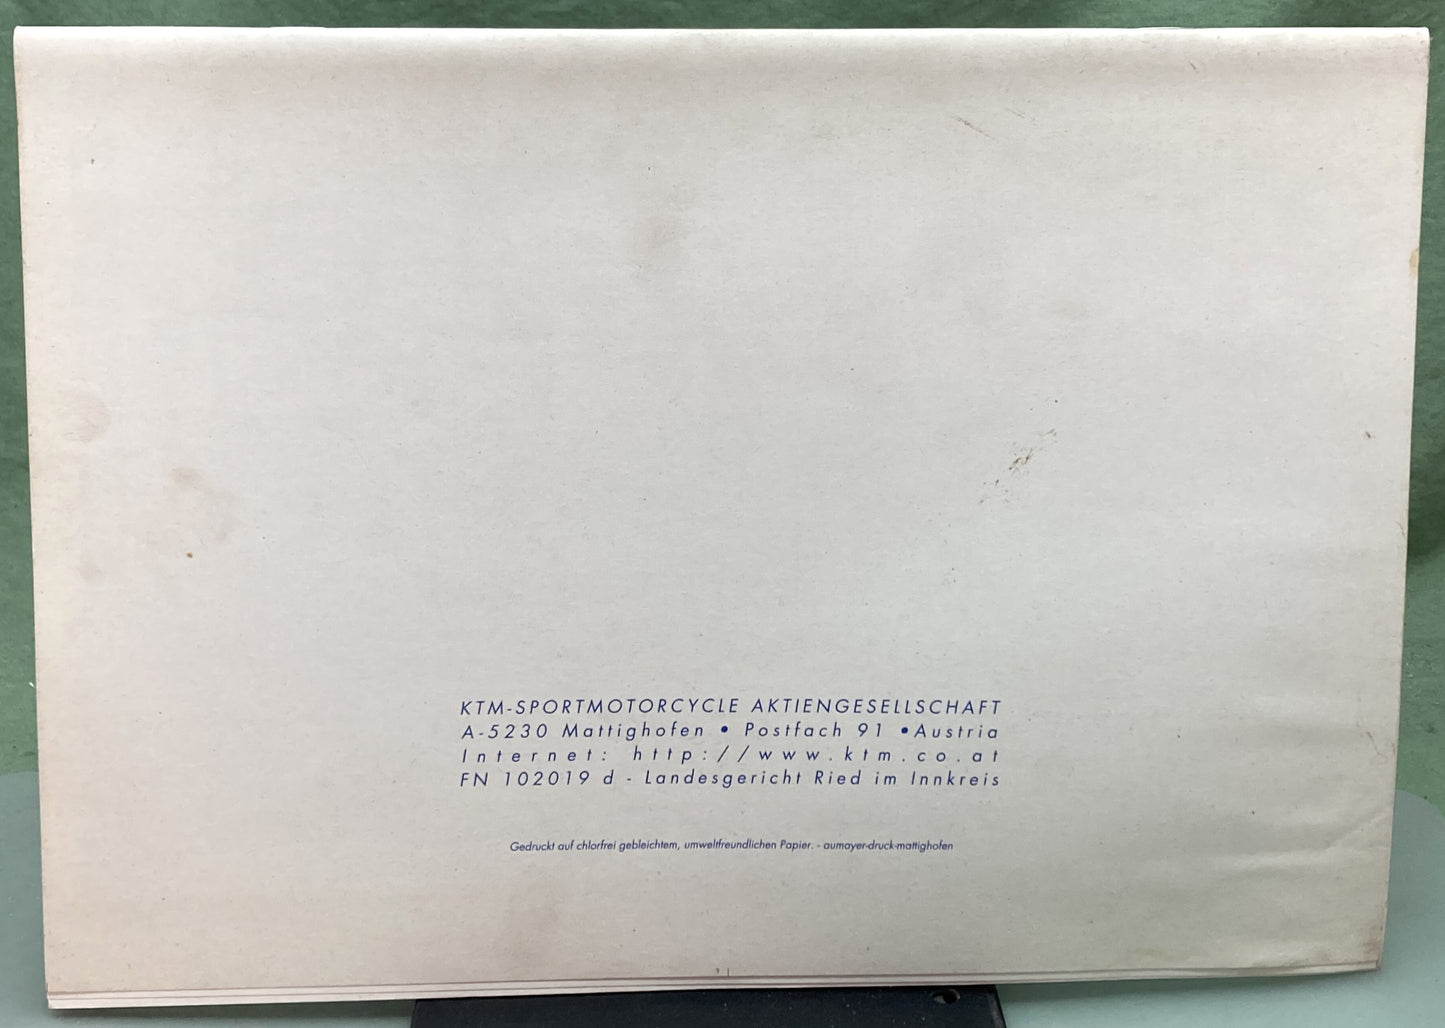 KTM-SPORTMOTORCYCLE AKTIENGESELLSCHAFT
A-5230 Mattighofen • Postfach 91 •Austria
Internet: http://www.ktm.co.at
FN 102019 d - Landesgericht Ried im Innkreis
Gedruckt auf chlorfrei gebleichtem, umweltfreundlichen Papier. - aumayer-druck-mattighofen